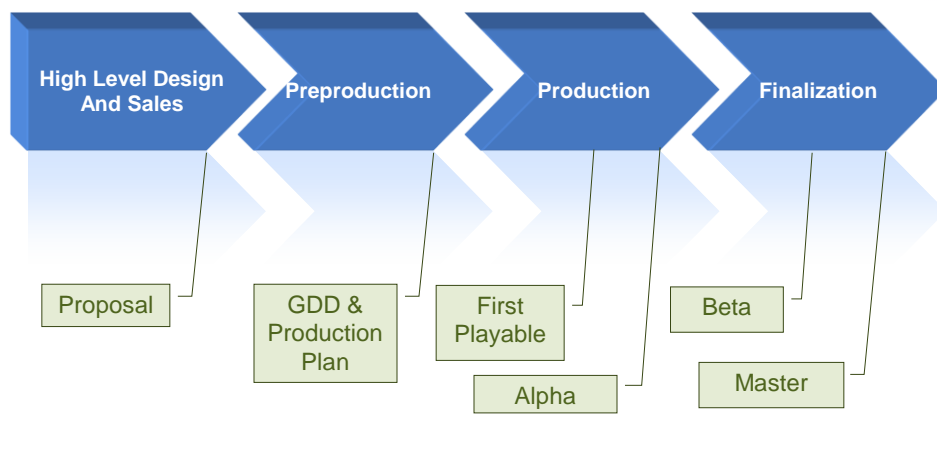 High Level Design
And Sales
Preproduction
Production
Finalization
Proposal
GDD &
Production
Plan
First
Playable
Alpha
Beta
Master